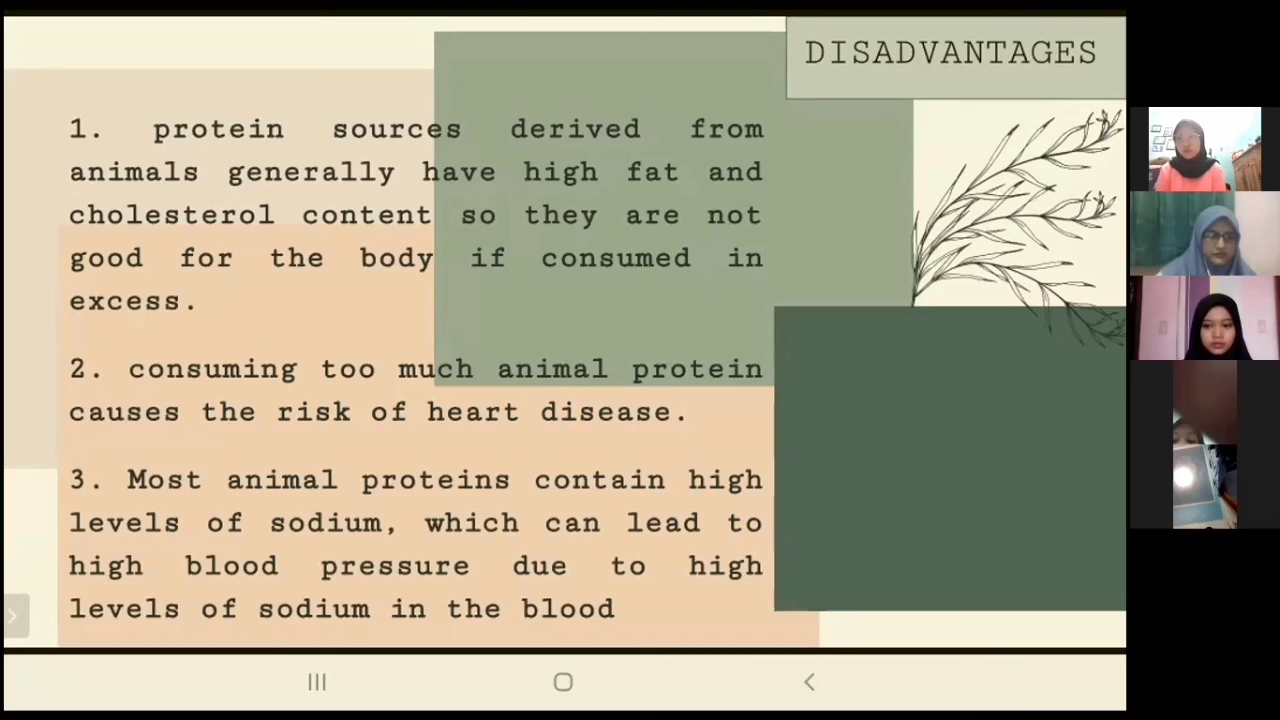 DISADVANTAGES
1. protein sources derived from
animals generally have high fat and
cholesterol content so they are not
good for the body if consumed in
excess.
2. consuming too much animal protein
causes the risk of heart disease.
3. Most animal proteins contain high
levels of sodium, which can lead to
high blood pressure due to high
levels of sodium in the blood